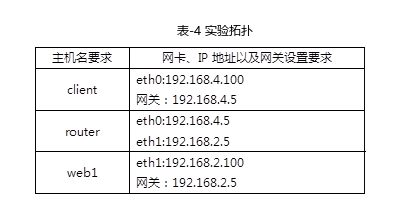 表-4 实验拓扑
主机名要求 网卡、IP 地址以及网关设置要求
client
eth0:192.168.4.100
网关：192.168.4.5
router
eth0:192.168.4.5
eth1:192.168.2.5
web1
eth1:192.168.2.100
网关：192.168.2.5